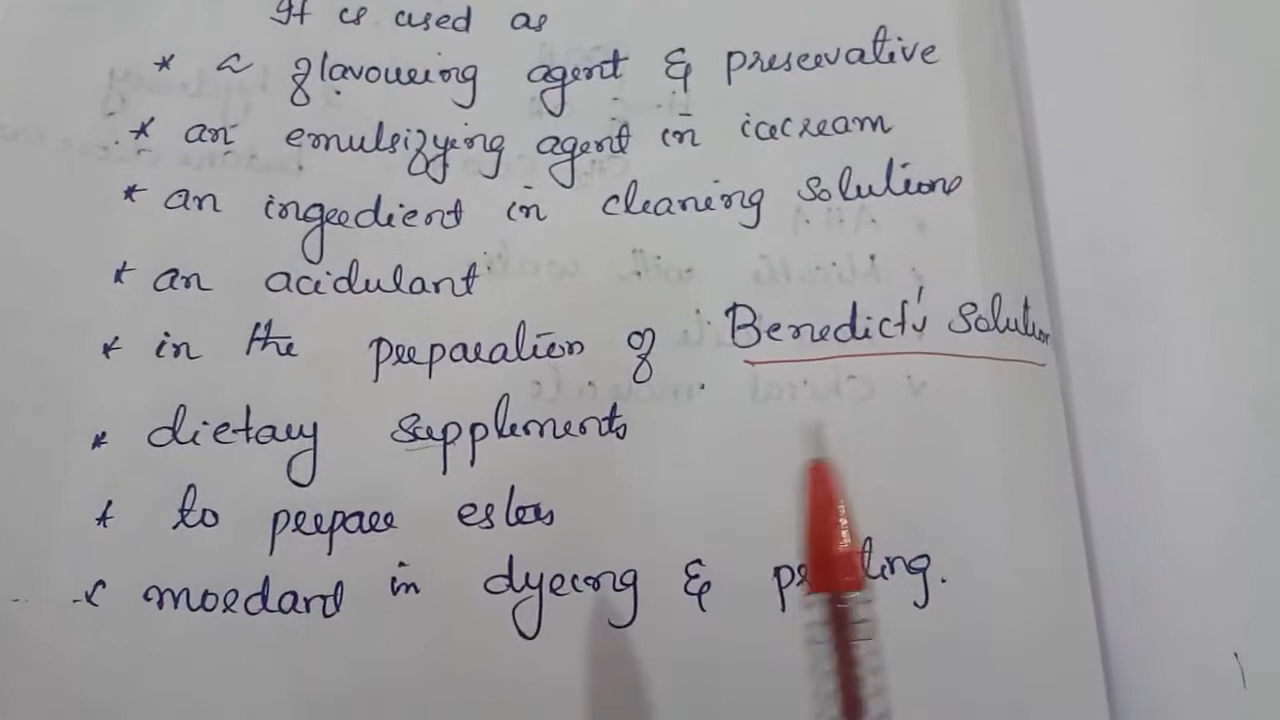 It is used as
* a flavouring agent & preservative
* an emulsifying agent in icecream
* an ingredient in cleaning solutions
* an acidulant
* in the preparation of Benedict's solution
* dietary supplements
* to prepare esters
* mordard in dyeing &